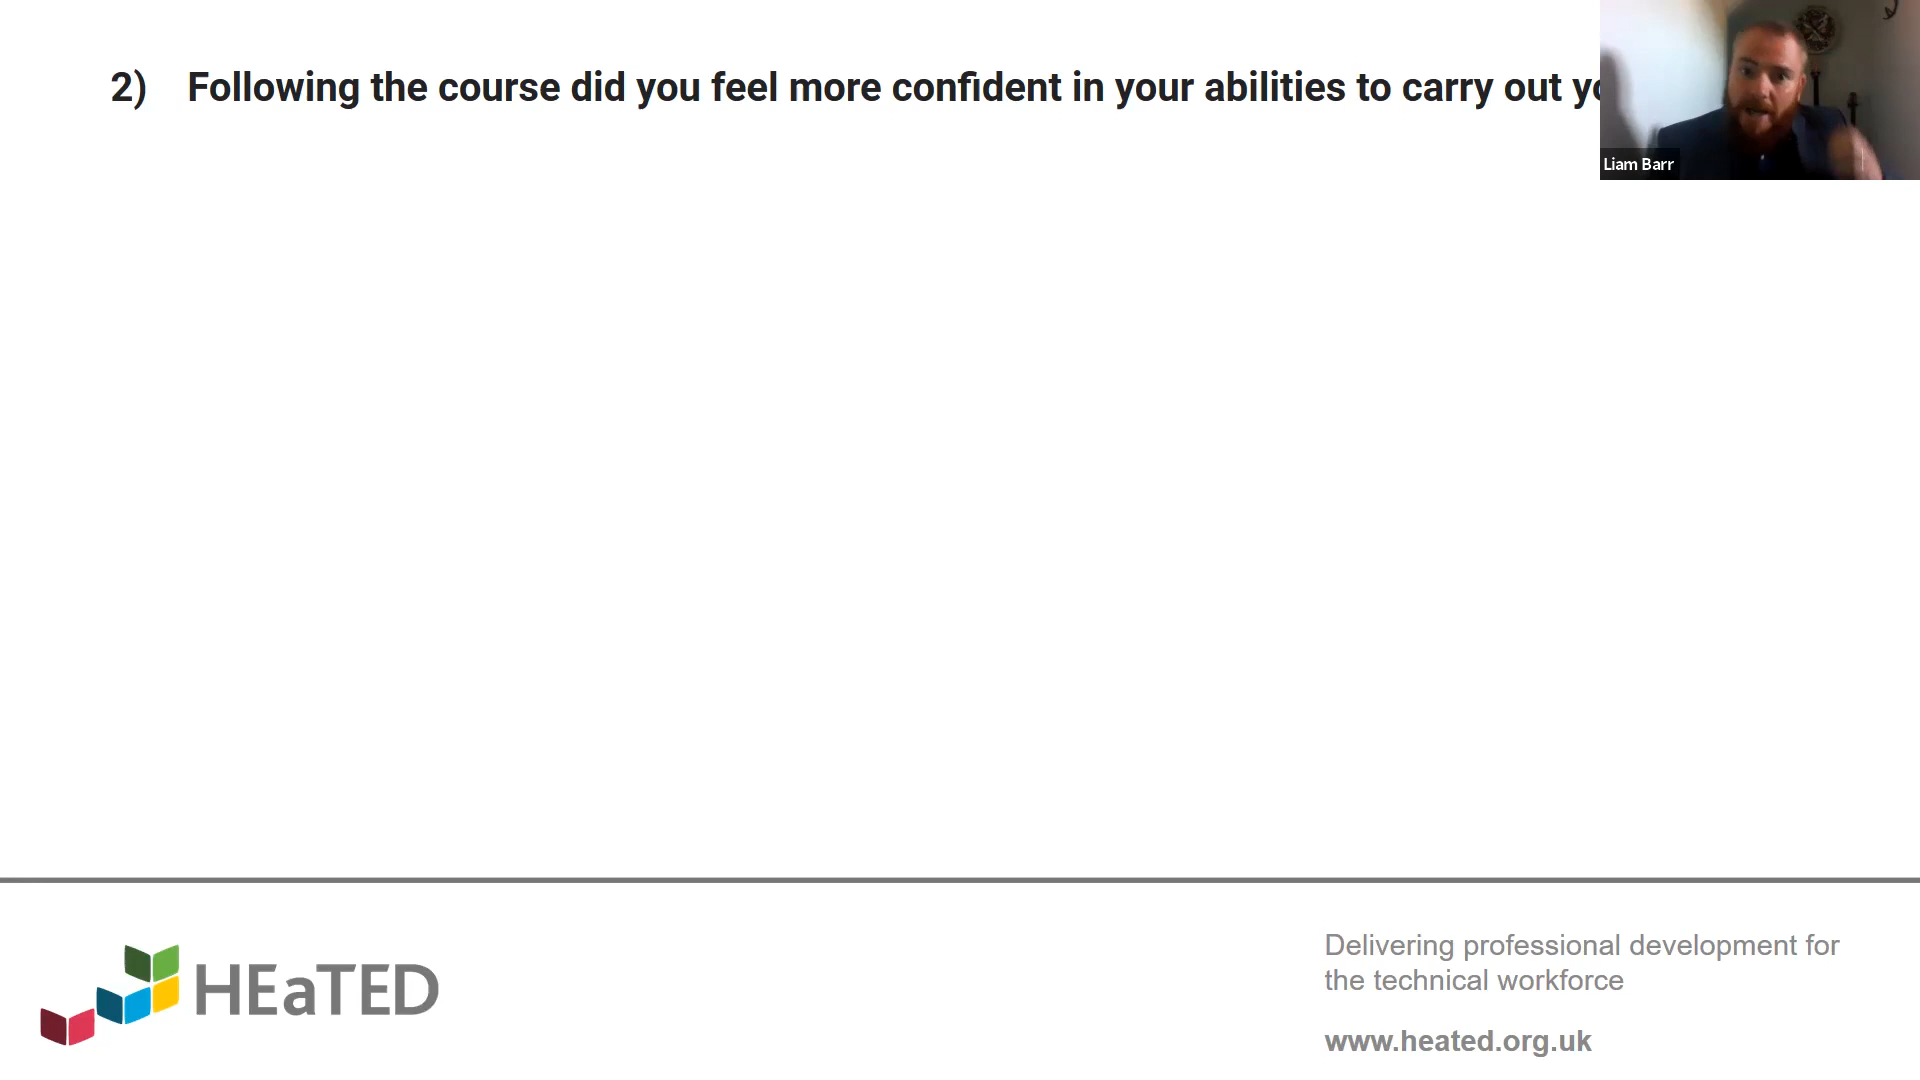 2) Following the course did you feel more confident in your abilities to carry out
Liam Barr
HEaTED
Delivering professional development for
the technical workforce
www.heated.org.uk